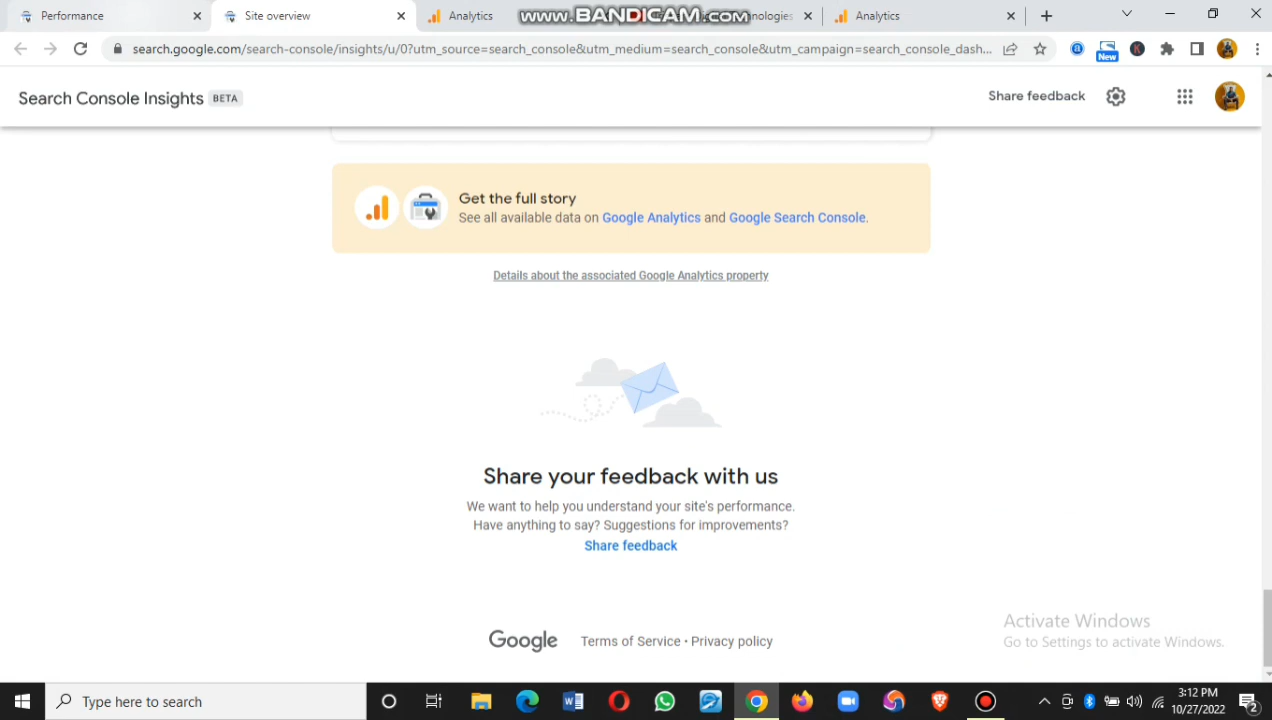 Performance
Site overview
Analytics
www.BANDICAM.com
nologies
Analytics
search.google.com/search-console/insights/u/0?utm_source=search_console&utm_medium=search_console&utm_campaign=search_console_dash...
New
Search Console Insights BETA
Share feedback
Get the full story
See all available data on Google Analytics and Google Search Console.
Details about the associated Google Analytics property
Share your feedback with us
We want to help you understand your site's performance.
Have anything to say? Suggestions for improvements?
Share feedback
Google Terms of Service • Privacy policy
Activate Windows
Go to Settings to activate Windows.
Type here to search
3:12 PM
10/27/2022
2